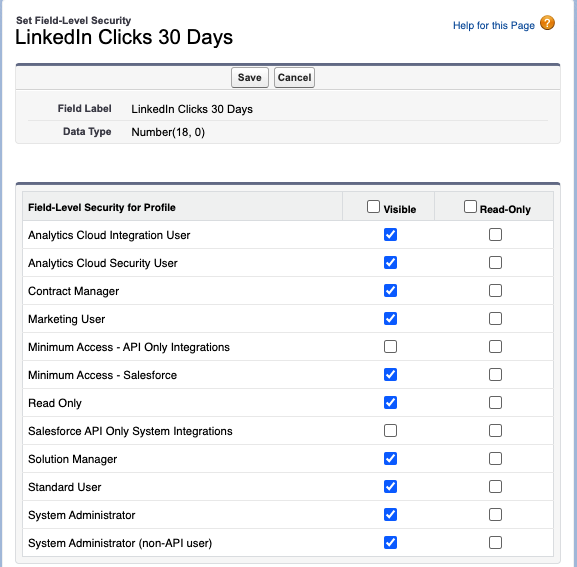 Set Field-Level Security
LinkedIn Clicks 30 Days
Help for this Page ?
Save Cancel
Field Label LinkedIn Clicks 30 Days
Data Type Number(18, 0)
Field-Level Security for Profile Visible Read-Only
Analytics Cloud Integration User
Analytics Cloud Security User
Contract Manager
Marketing User
Minimum Access - API Only Integrations
Minimum Access - Salesforce
Read Only
Salesforce API Only System Integrations
Solution Manager
Standard User
System Administrator
System Administrator (non-API user)